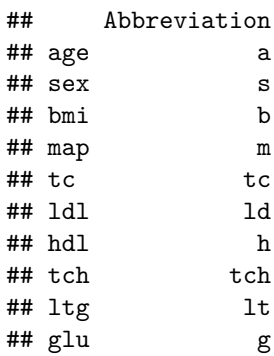 ##     Abbreviation
## age            a
## sex            s
## bmi            b
## map            m
## tc            tc
## ldl           ld
## hdl            h
## tch          tch
## ltg           lt
## glu            g